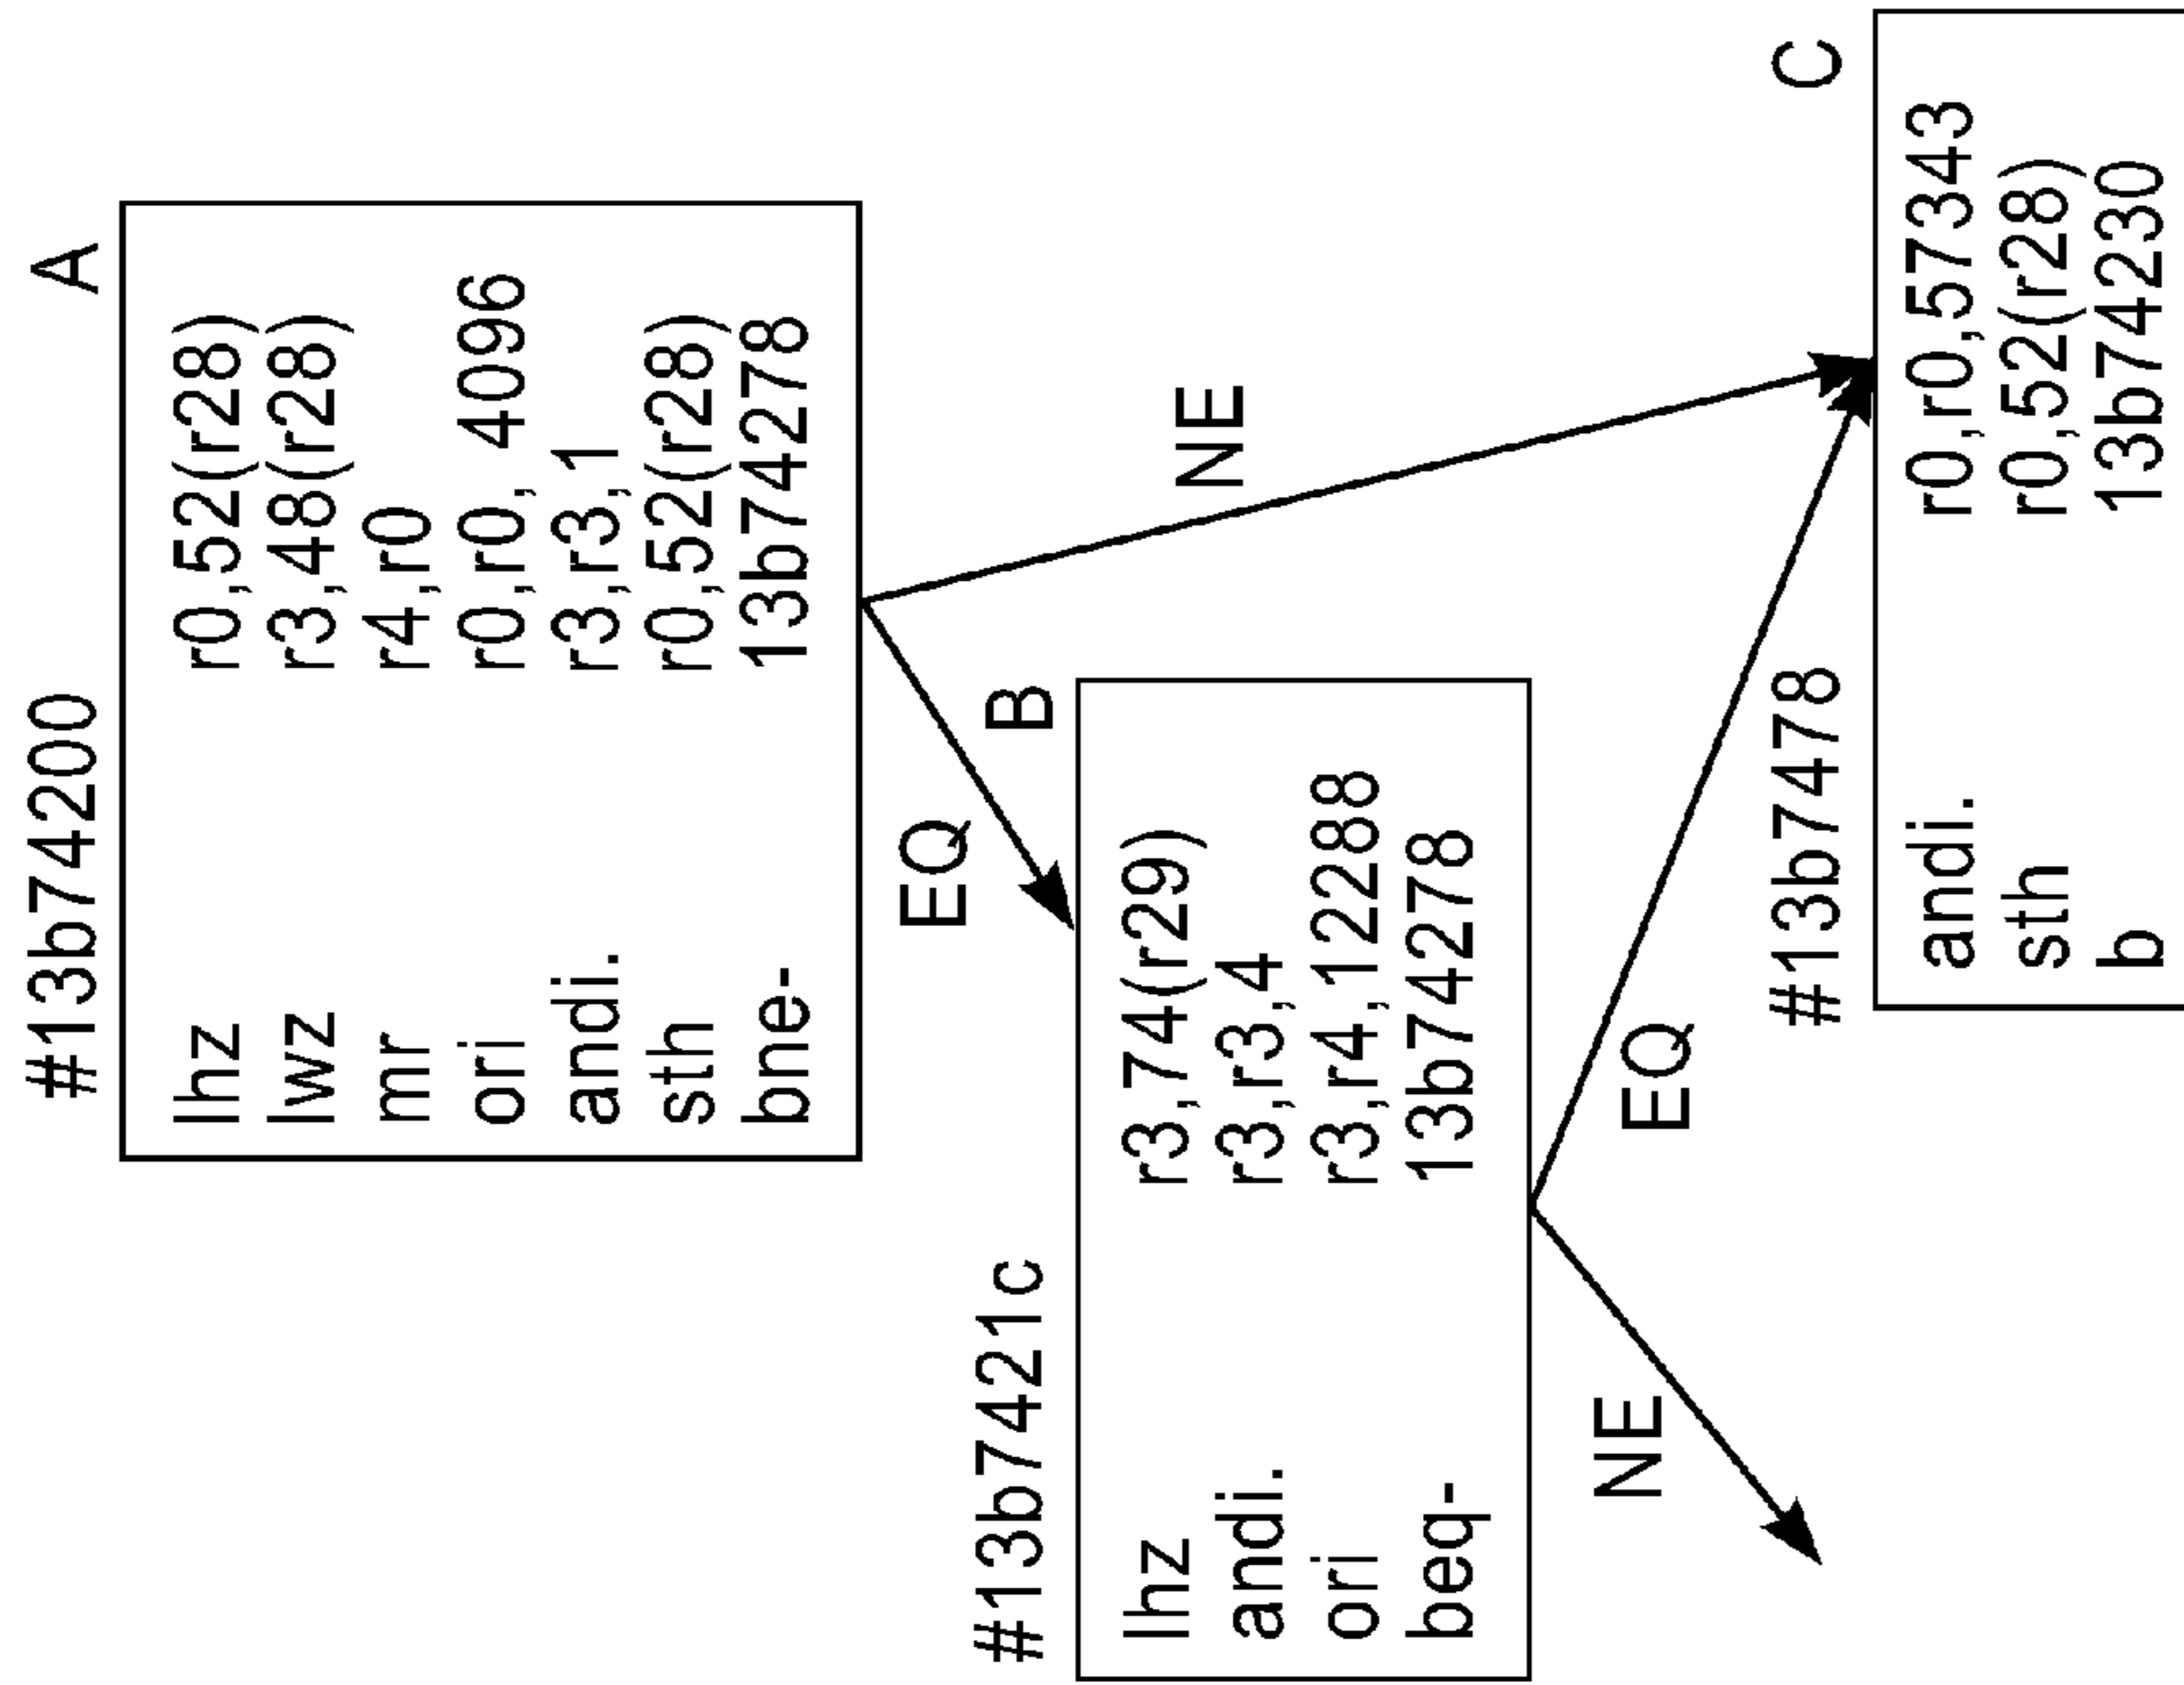 #13b74200 A
lhz r0,52(r28)
lwz r3,48(r28)
mr r4,r0
ori r0,r0, 4096
andi. r3,r3,1
sth r0,52(r28)
bne- 13b74278
EQ
NE
#13b7421c B
lhz r3,74(r29)
andi. r3,r3,4
ori r3,r4,12288
beq- 13b74278
NE
EQ
#13b7478 C
andi. r0,r0,57343
sth r0,52(r28)
b 13b74230